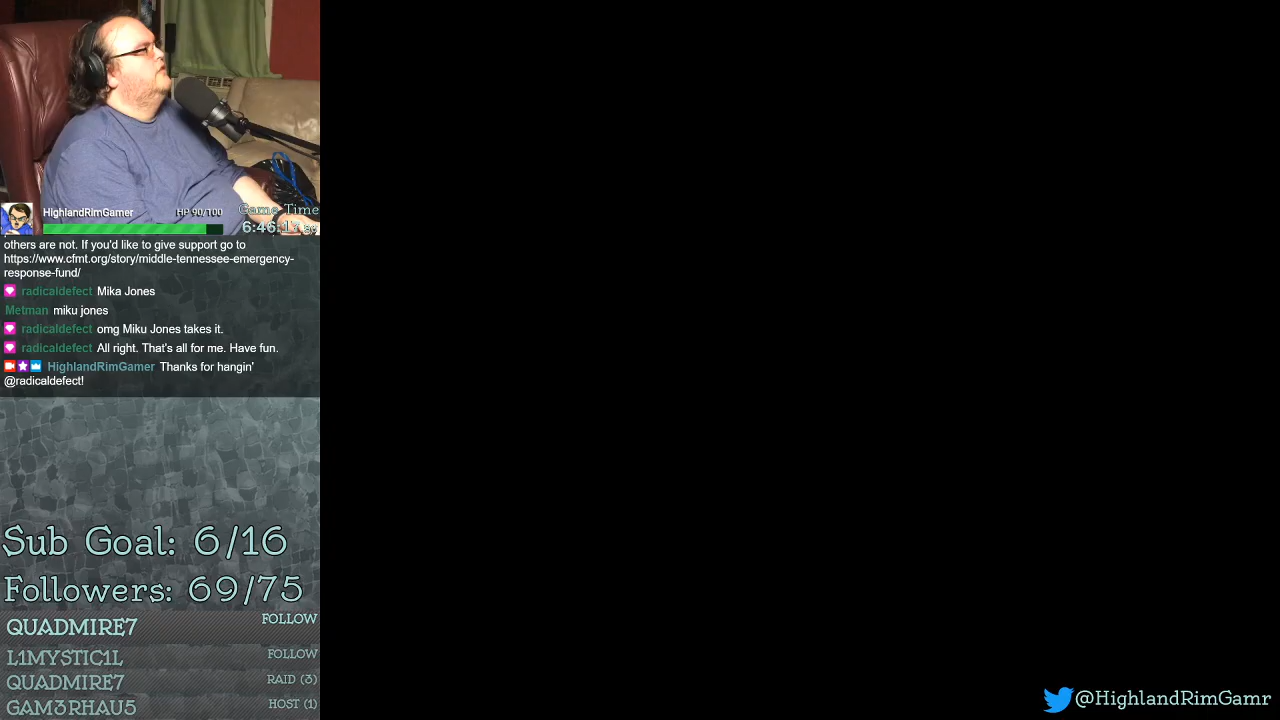 HighlandRimGamer HP 90/100
Game Time
others are not. If you'd like to give support go to
https://www.cfmt.org/story/middle-tennessee-emergency-
response-fund/
radicaldefect Mika Jones
Metman miku jones
radicaldefect omg Miku Jones takes it.
radicaldefect All right. That's all for me. Have fun.
HighlandRimGamer Thanks for hangin'
@radicaldefect!
Sub Goal: 6/16
Followers: 69/75
QUADMIRE7 FOLLOW
L1MYSTIC1L FOLLOW
QUADMIRE7 RAID (3)
GAM3RHAU5 HOST (1)
@HighlandRimGamr